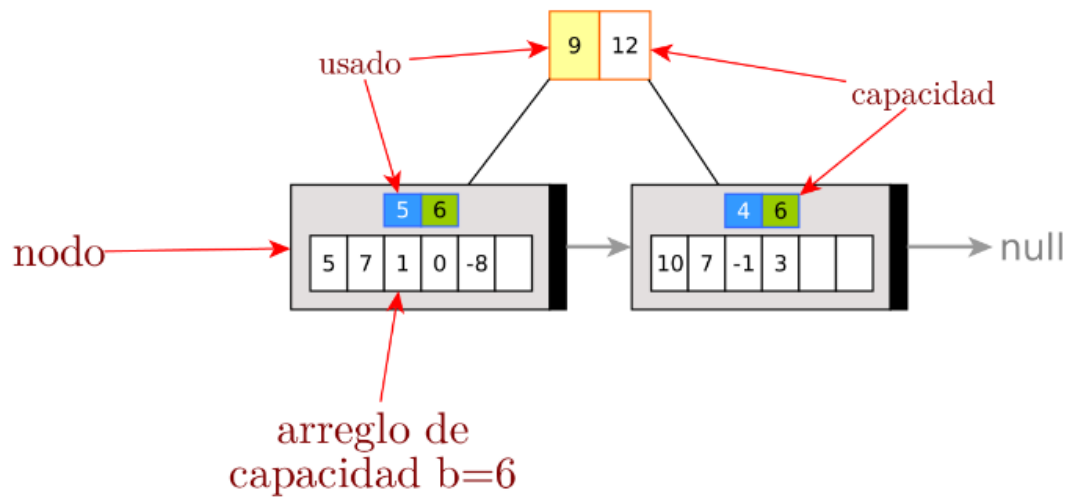 9 12
usado
capacidad
5 6
4 6
nodo
5 7 1 0 -8
10 7 -1 3
null
arreglo de
capacidad b=6